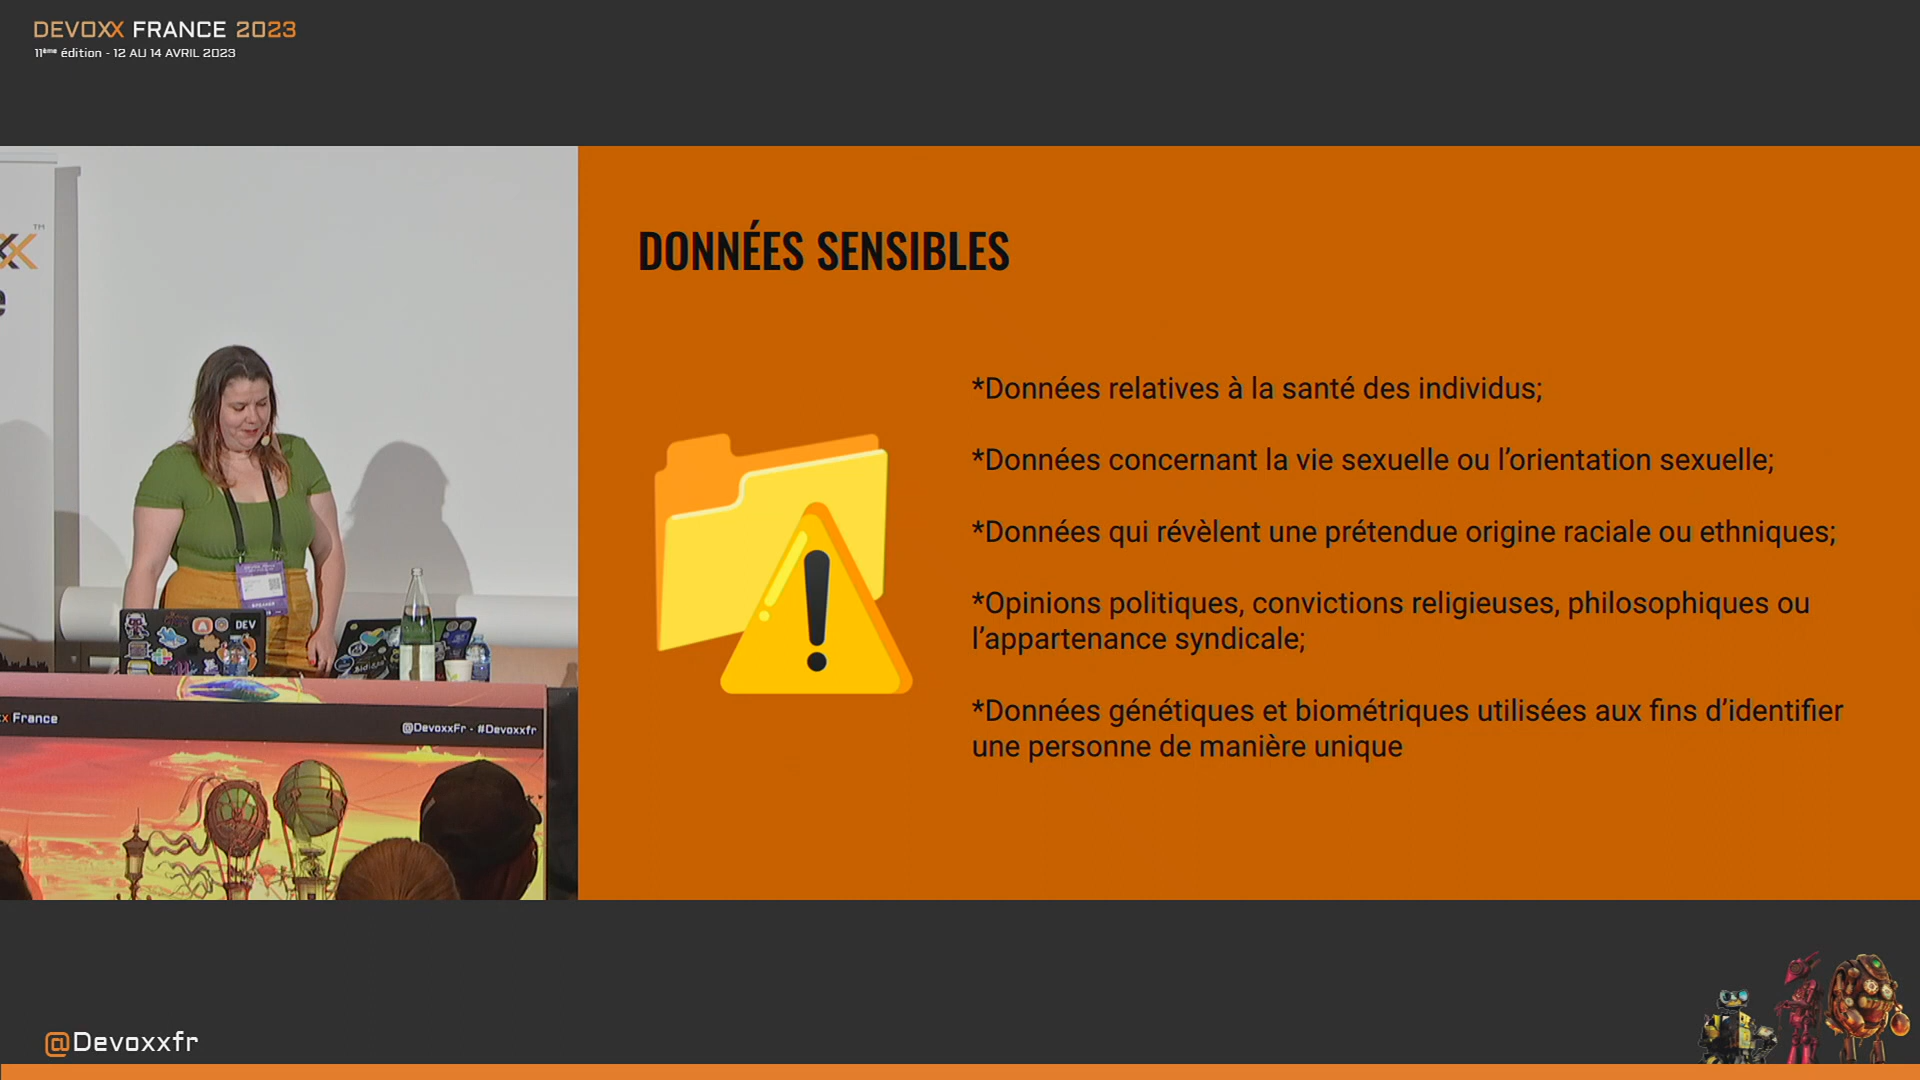 DEVOXX FRANCE 2023
11ème édition - 12 AU 14 AVRIL 2023
TM
DONNÉES SENSIBLES
*Données relatives à la santé des individus;
*Données concernant la vie sexuelle ou l'orientation sexuelle;
*Données qui révèlent une prétendue origine raciale ou ethniques;
*Opinions politiques, convictions religieuses, philosophiques ou
l'appartenance syndicale;
*Données génétiques et biométriques utilisées aux fins d'identifier
une personne de manière unique
DEV
x France
@DevoxxFr - #Devoxxfr
@Devoxxfr